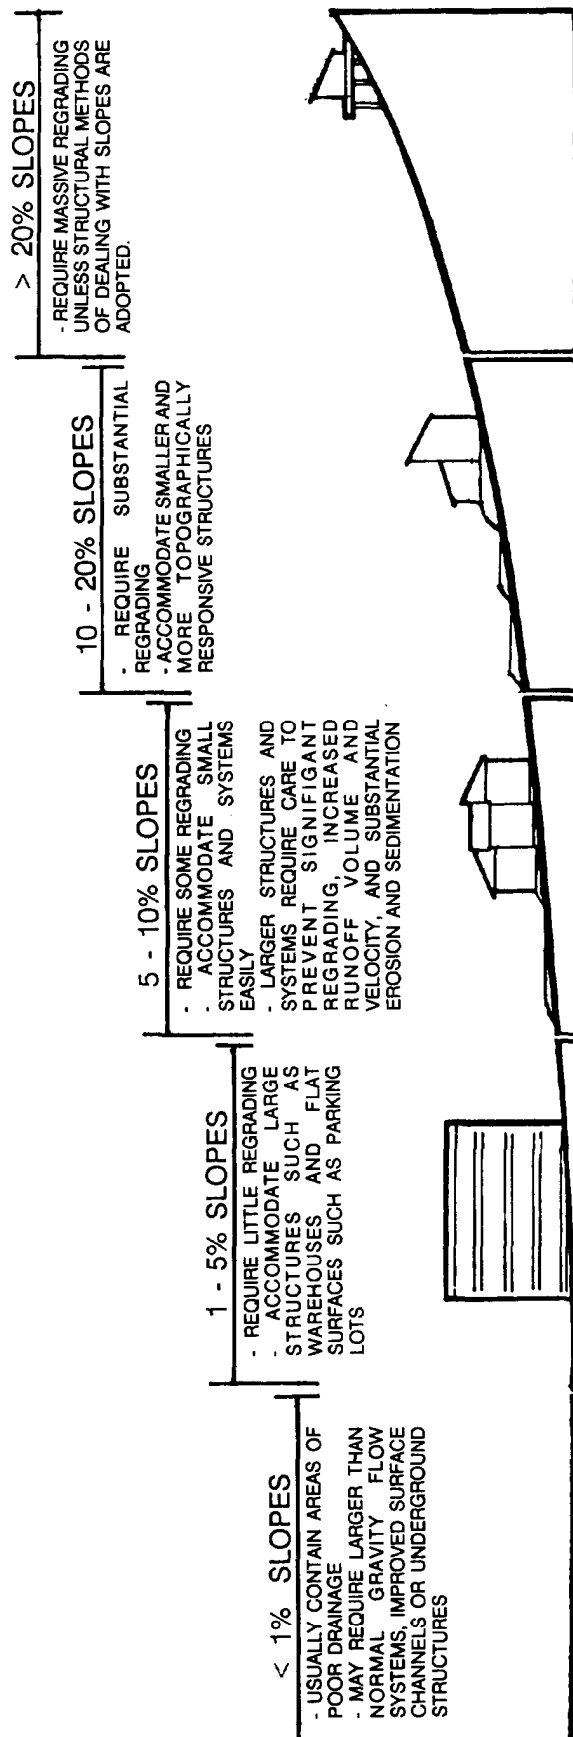 < 1% SLOPES
- USUALLY CONTAIN AREAS OF
POOR DRAINAGE
- MAY REQUIRE LARGER THAN
NORMAL GRAVITY FLOW
SYSTEMS, IMPROVED SURFACE
CHANNELS OR UNDERGROUND
STRUCTURES
1 - 5% SLOPES
- REQUIRE LITTLE REGRADING
- ACCOMMODATE LARGE
STRUCTURES SUCH AS
WAREHOUSES AND FLAT
SURFACES SUCH AS PARKING
LOTS
5 - 10% SLOPES
- REQUIRE SOME REGRADING
- ACCOMMODATE SMALL
STRUCTURES AND SYSTEMS
EASILY
- LARGER STRUCTURES AND
SYSTEMS REQUIRE CARE TO
PREVENT SIGNIFIGANT
REGRADING, INCREASED
RUNOFF VOLUME AND
VELOCITY, AND SUBSTANTIAL
EROSION AND SEDIMENTATION
10 - 20% SLOPES
- REQUIRE SUBSTANTIAL
REGRADING
- ACCOMMODATE SMALLER AND
MORE TOPOGRAPHICALLY
RESPONSIVE STRUCTURES
> 20% SLOPES
- REQUIRE MASSIVE REGRADING
UNLESS STRUCTURAL METHODS
OF DEALING WITH SLOPES ARE
ADOPTED.